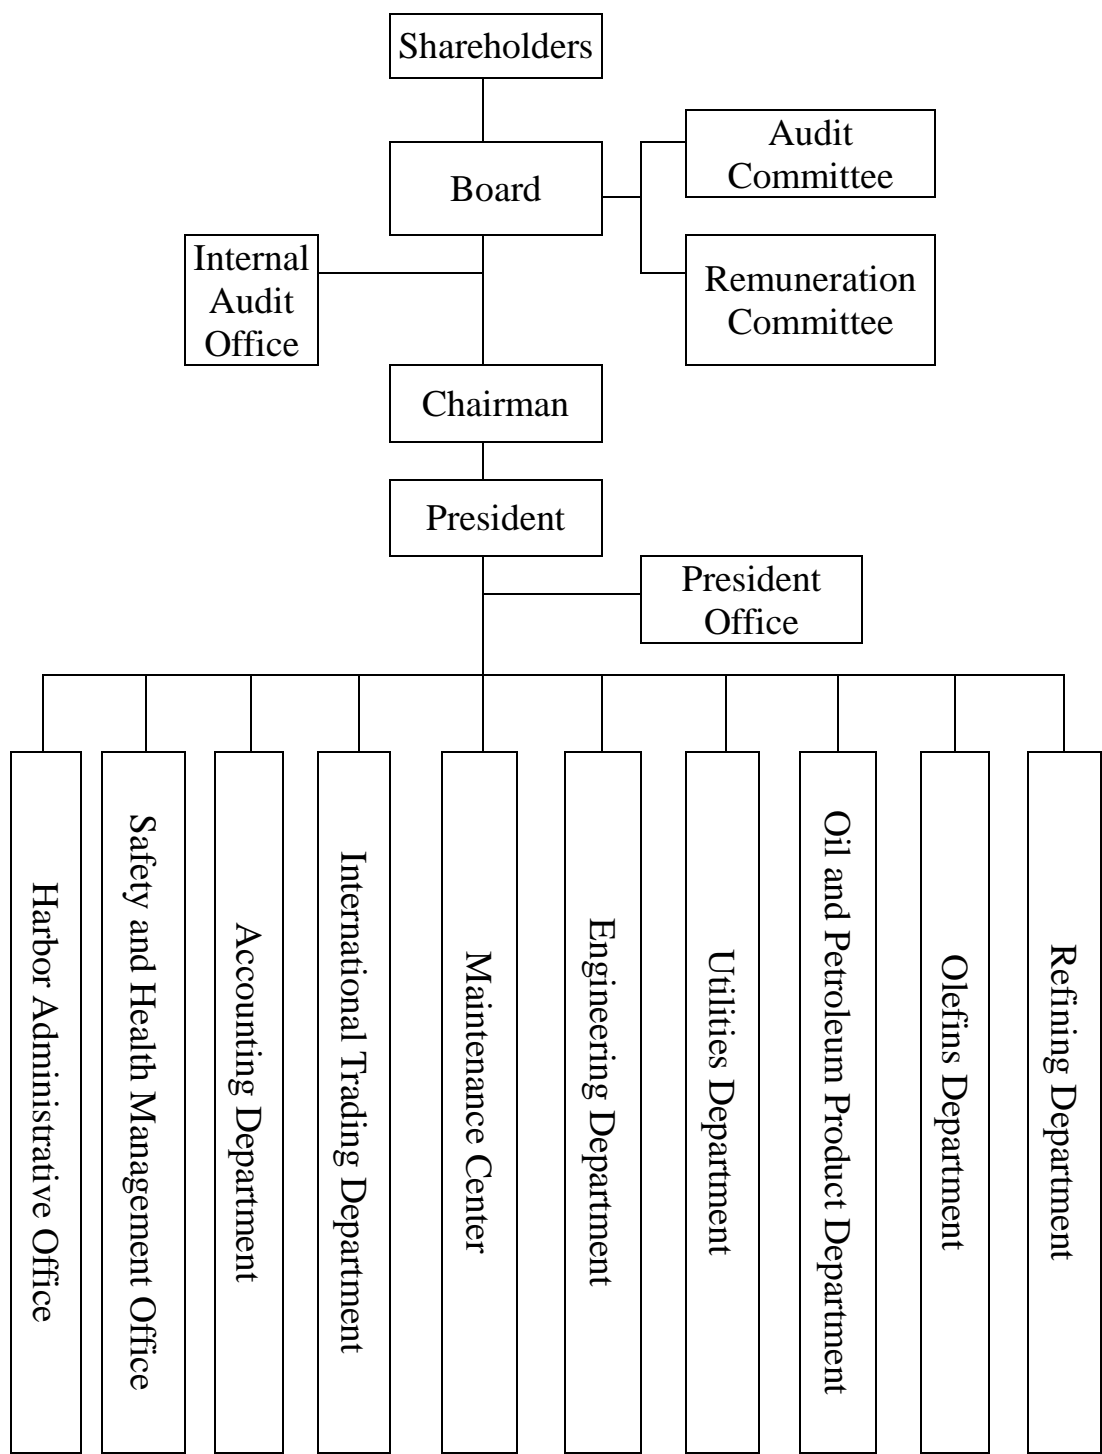 Shareholders
Board
Audit
Committee
Remuneration
Committee
Internal
Audit
Office
Chairman
President
President
Office
Harbor Administrative Office
Safety and Health Management Office
Accounting Department
International Trading Department
Maintenance Center
Engineering Department
Utilities Department
Oil and Petroleum Product Department
Olefins Department
Refining Department